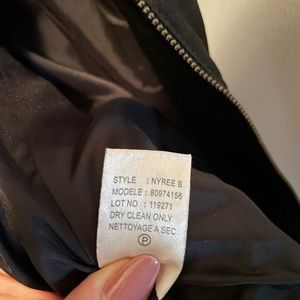 STYLE : NYREE B
MODELE : 80974156
LOT NO : 119271
DRY CLEAN ONLY
NETTOYAGE A SEC
P